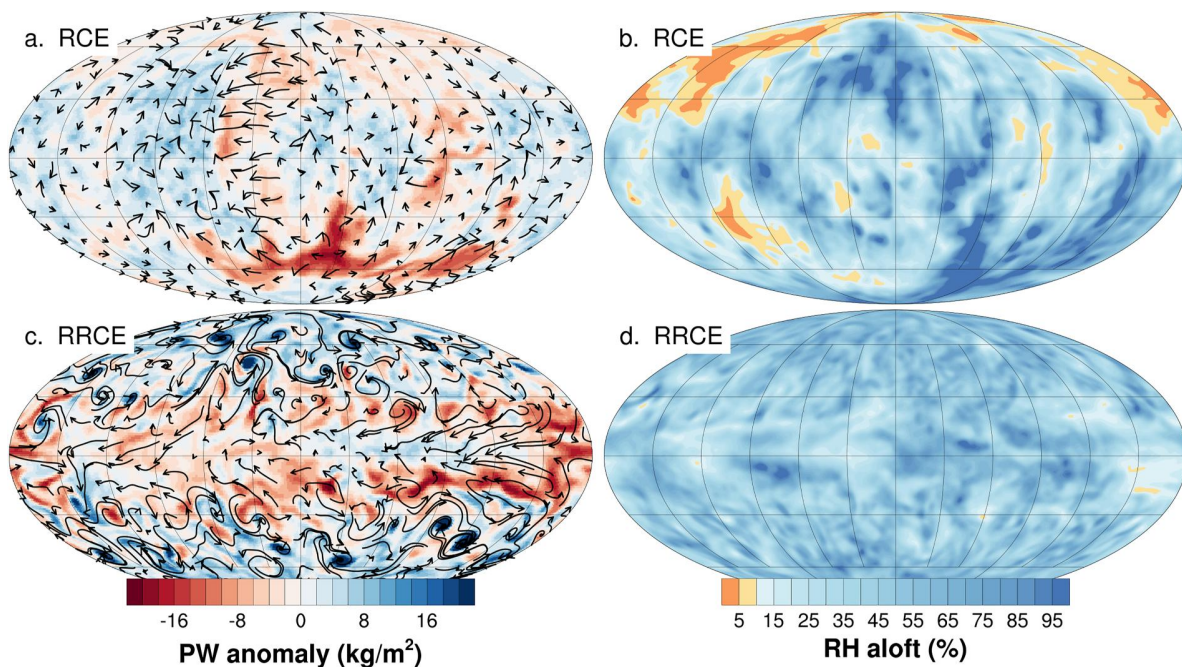 a. RCE
b. RCE
c. RRCE
d. RRCE
-16 -8 0 8 16
PW anomaly (kg/m²)
5 15 25 35 45 55 65 75 85 95
RH aloft (%)